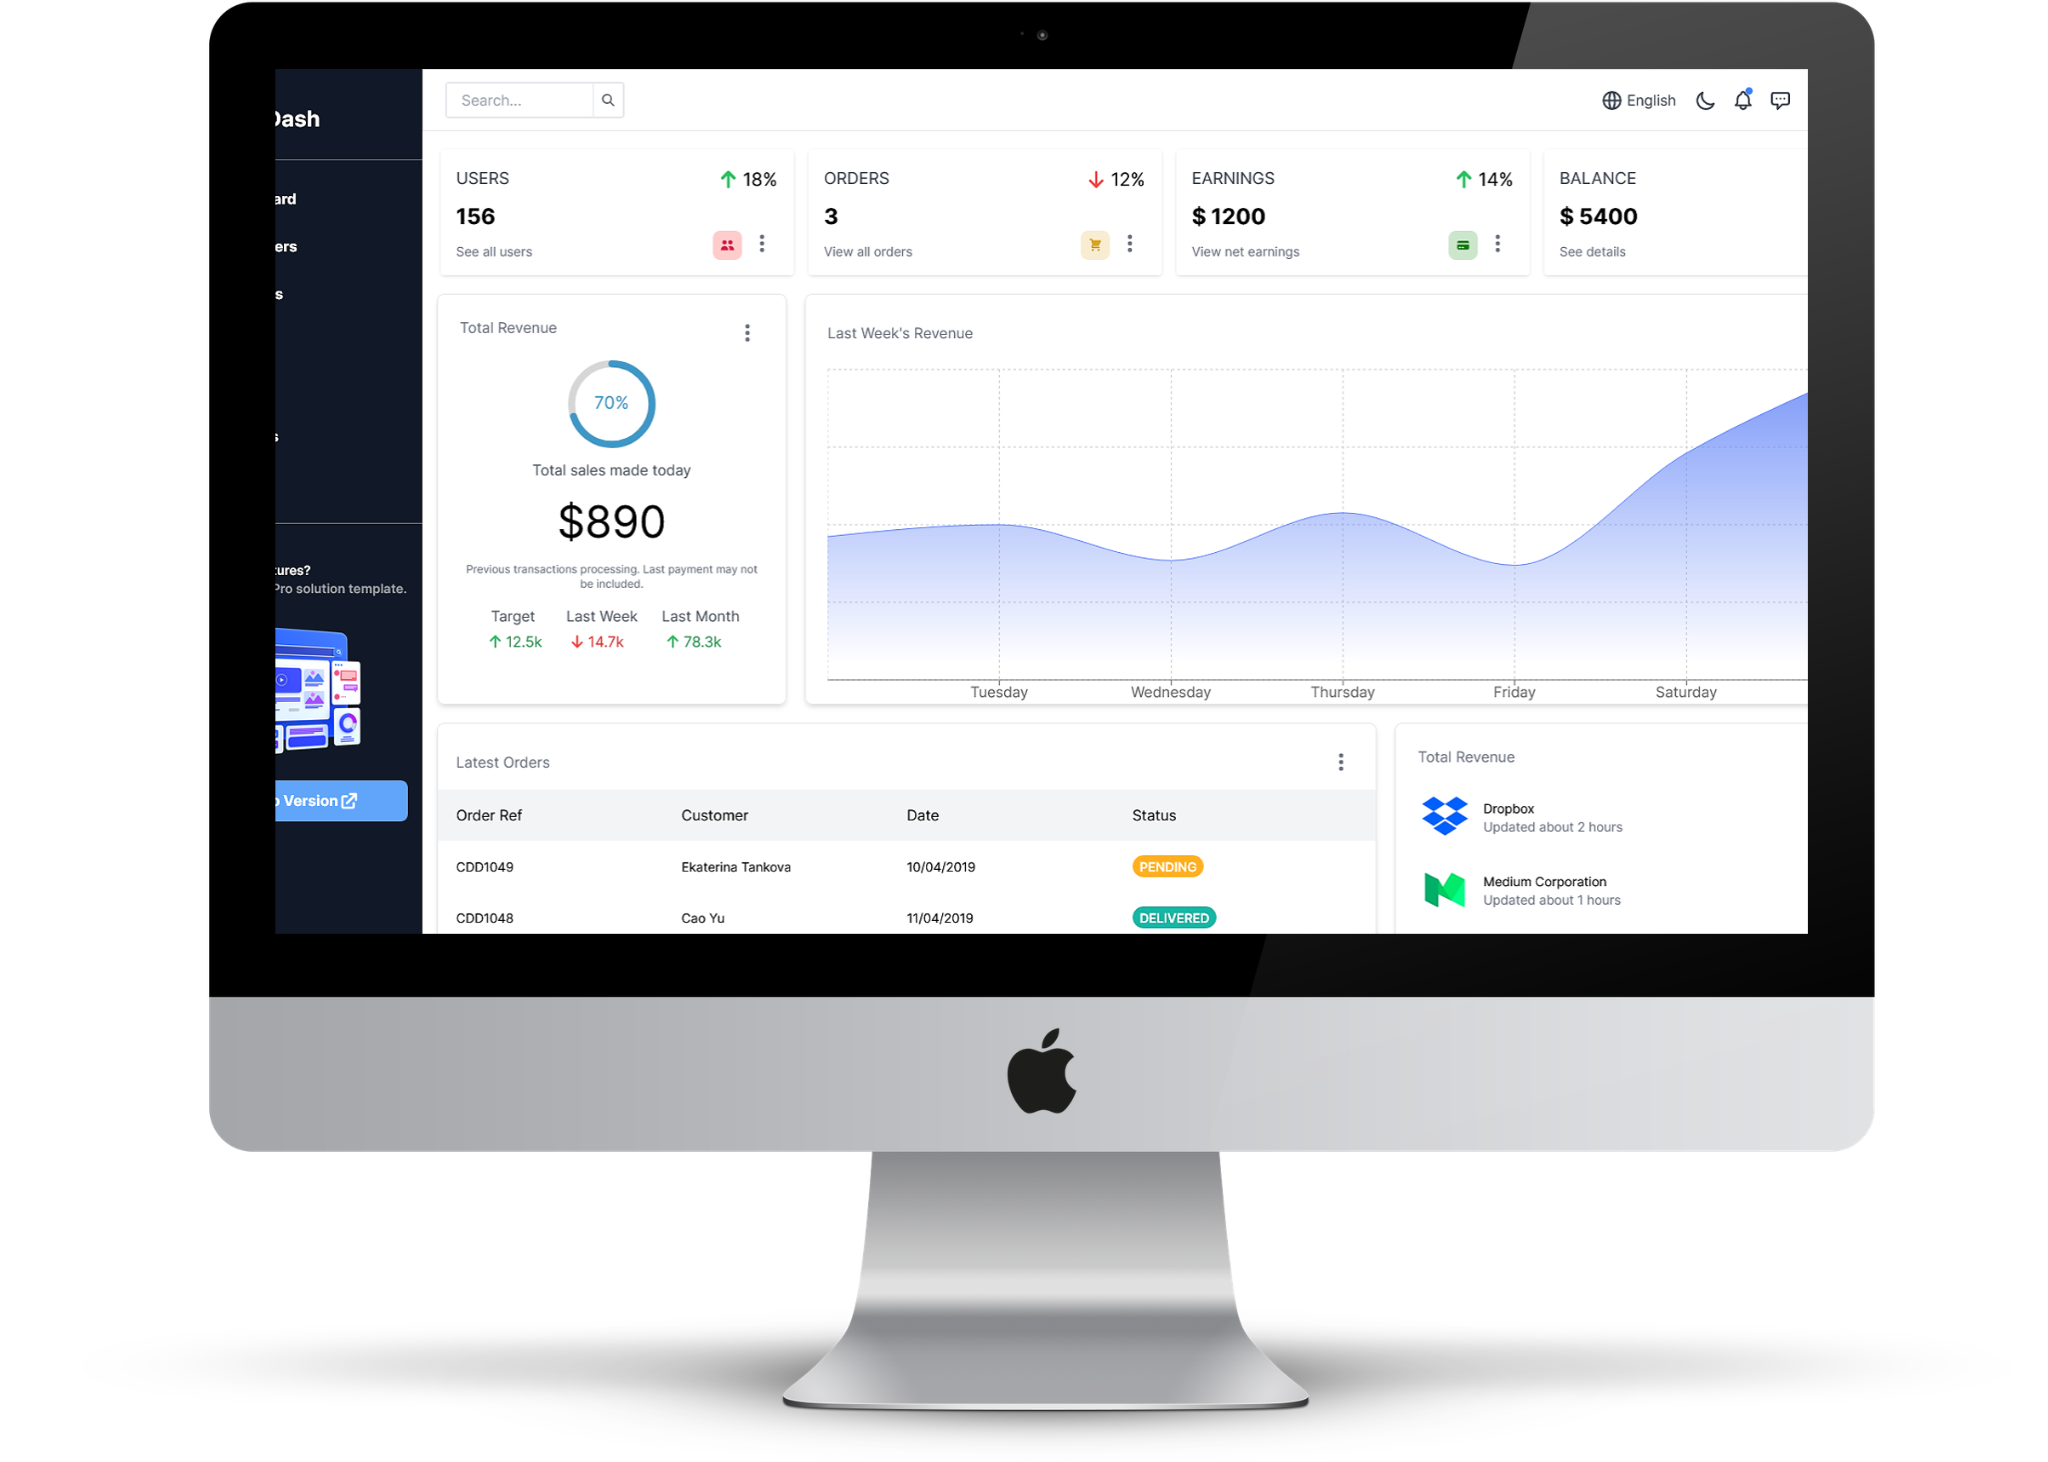 Dash
Search...
English
ard
ers
s
s
tures?
Pro solution template.
Version
USERS
18%
156
See all users
ORDERS
12%
3
View all orders
EARNINGS
14%
$ 1200
View net earnings
BALANCE
$ 5400
See details
Total Revenue
70%
Total sales made today
$890
Previous transactions processing. Last payment may not
be included.
Target Last Week Last Month
12.5k 14.7k 78.3k
Last Week's Revenue
Tuesday Wednesday Thursday Friday Saturday
Latest Orders
Order Ref Customer Date Status
CDD1049 Ekaterina Tankova 10/04/2019 PENDING
CDD1048 Cao Yu 11/04/2019 DELIVERED
Total Revenue
Dropbox
Updated about 2 hours
Medium Corporation
Updated about 1 hours